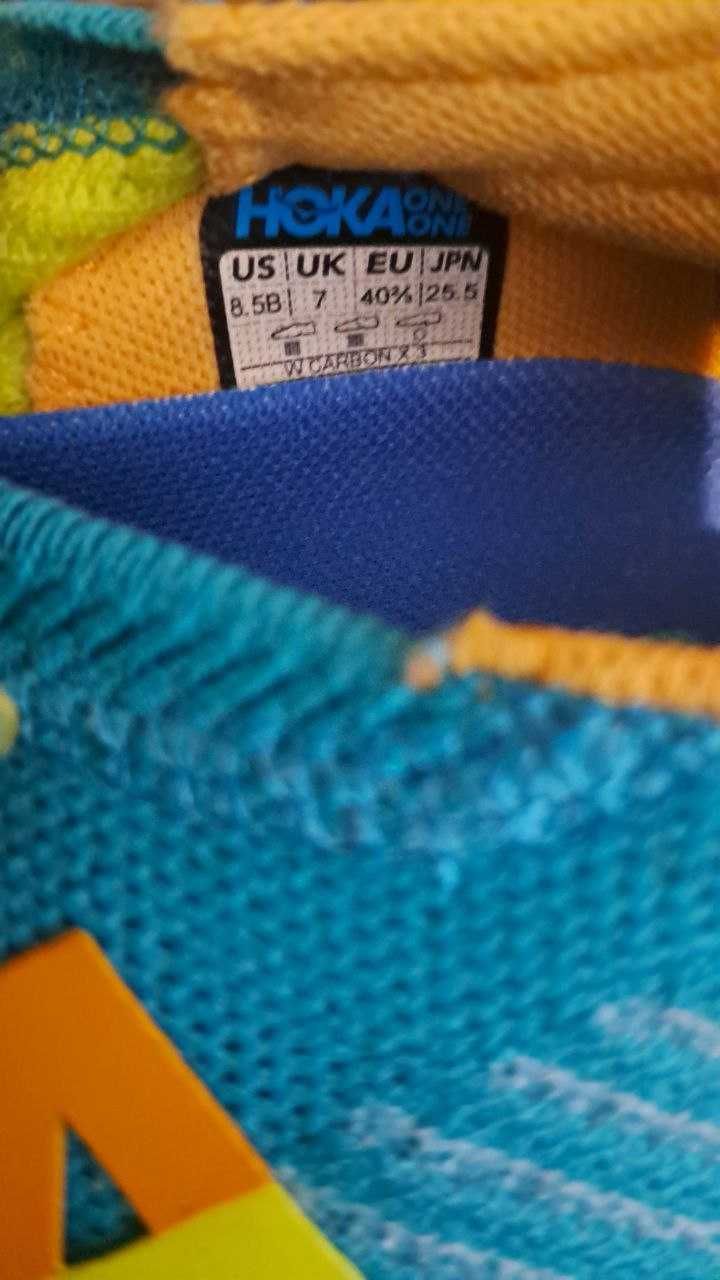 HOKA ONE ONE
US UK EU JPN
8.5B 7 40⅔ 25.5
W CARBON X 3